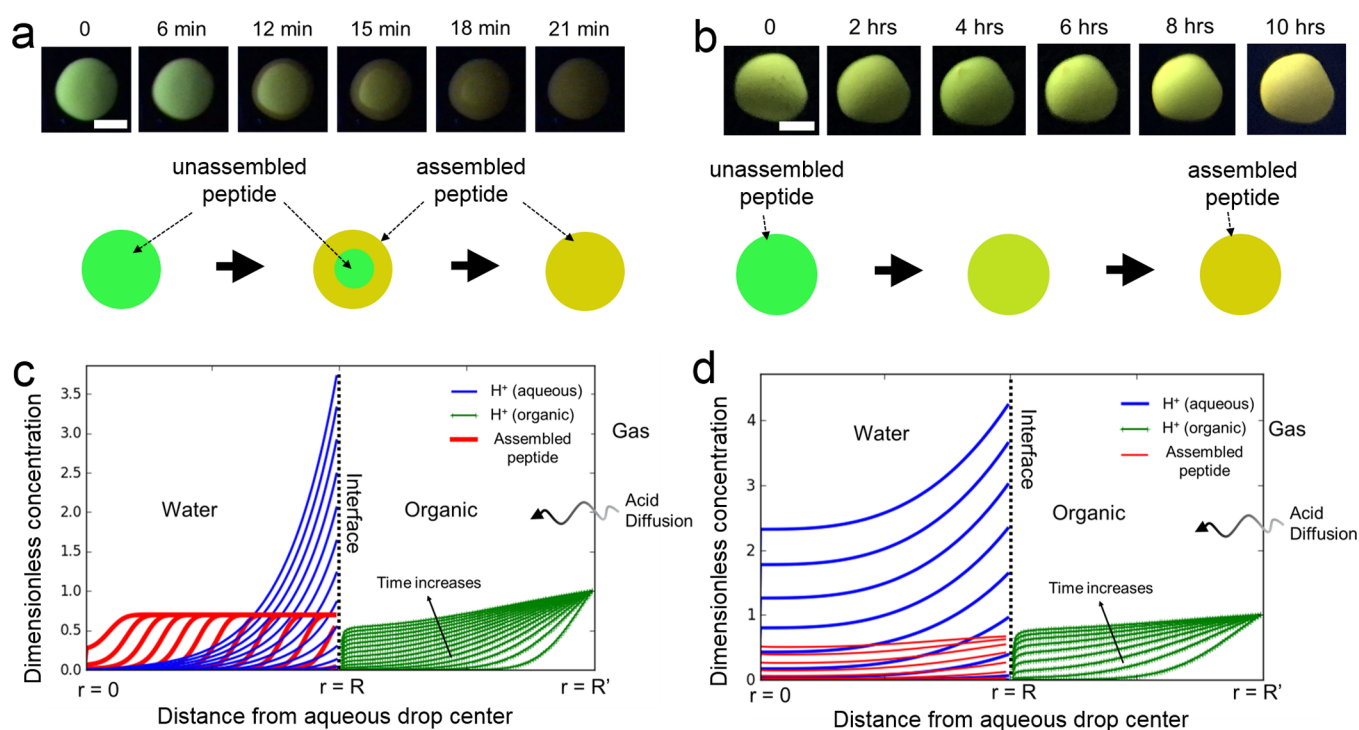 a
0 6 min 12 min 15 min 18 min 21 min
unassembled
peptide
assembled
peptide
b
0 2 hrs 4 hrs 6 hrs 8 hrs 10 hrs
unassembled
peptide
assembled
peptide
c
Dimensionless concentration
3.5
3.0
2.5
2.0
1.5
1.0
0.5
0.0
H⁺ (aqueous)
H⁺ (organic)
Assembled
peptide
Water
Interface
Organic
Gas
Acid
Diffusion
Time increases
r = 0 r = R r = R'
Distance from aqueous drop center
d
Dimensionless concentration
4
3
2
1
0
H⁺ (aqueous)
H⁺ (organic)
Assembled
peptide
Water
Interface
Organic
Gas
Acid
Diffusion
Time increases
r = 0 r = R r = R'
Distance from aqueous drop center